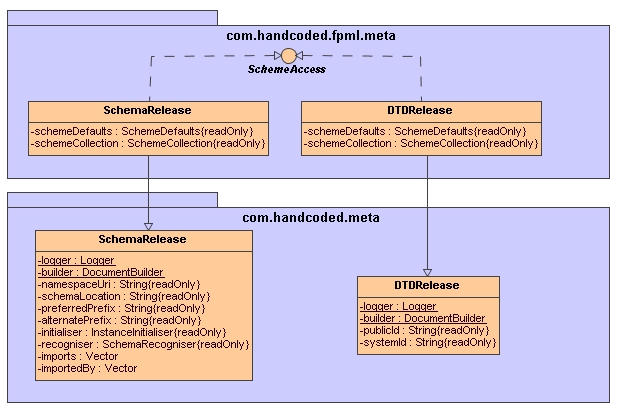 com.handcoded.fpml.meta
SchemeAccess
SchemaRelease
-schemeDefaults : SchemeDefaults{readOnly}
-schemeCollection : SchemeCollection{readOnly}
DTDRelease
-schemeDefaults : SchemeDefaults{readOnly}
-schemeCollection : SchemeCollection{readOnly}
com.handcoded.meta
SchemaRelease
-logger : Logger
-builder : DocumentBuilder
-namespaceUri : String{readOnly}
-schemaLocation : String{readOnly}
-preferredPrefix : String{readOnly}
-alternatePrefix : String{readOnly}
-initialiser : InstanceInitialiser{readOnly}
-recogniser : SchemaRecogniser{readOnly}
-imports : Vector
-importedBy : Vector
DTDRelease
-logger : Logger
-builder : DocumentBuilder
-publicId : String{readOnly}
-systemId : String{readOnly}